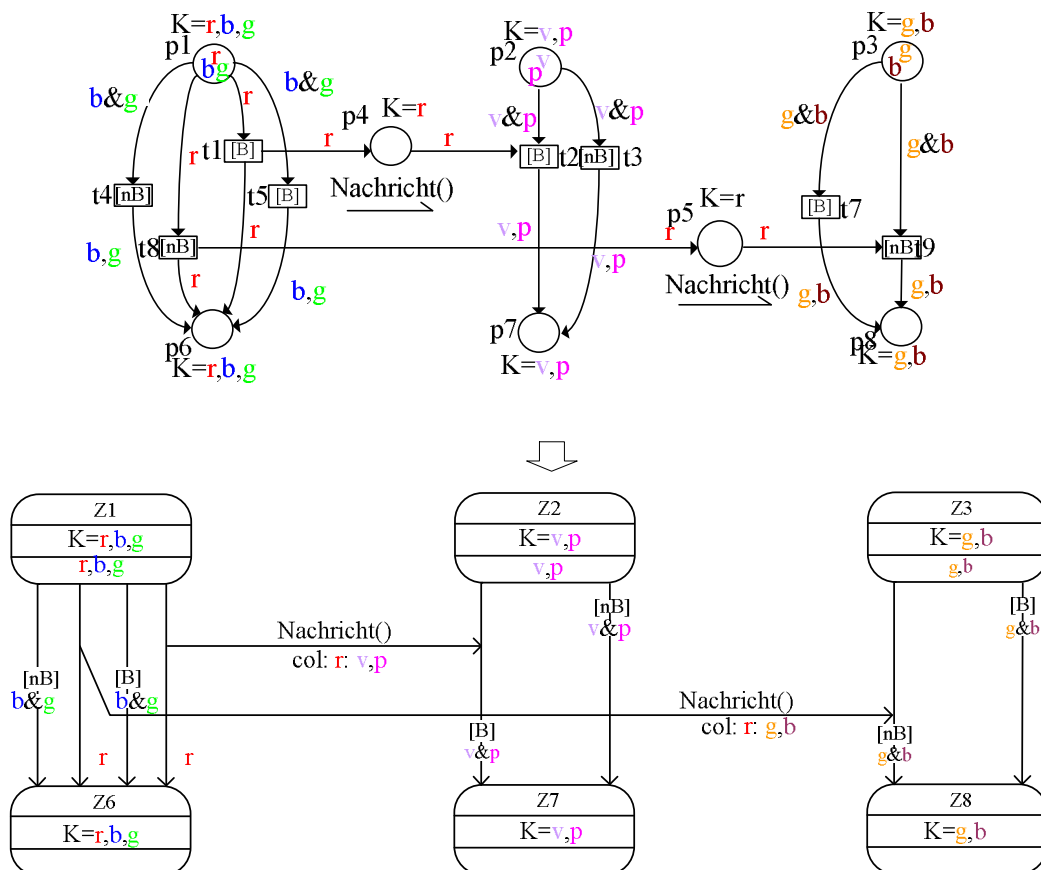 K=r,b,g
K=v,p
K=g,b
p1
r
b g
p2
v
p
p3
g
b
b&g
r
b&g
p4
K=r
v&p
v&p
g&b
g&b
t1
[B]
r
r
[B]
t2
[nB]
t3
r
t4
[nB]
t5
[B]
Nachricht()
p5
K=r
[B]
t7
r
b,g
t8
[nB]
v,p
r
r
[nB]
t9
r
b,g
v,p
Nachricht()
g,b
g,b
p6
K=r,b,g
p7
K=v,p
p8
K=g,b
Z1
K=r,b,g
r,b,g
Z2
K=v,p
v,p
Z3
K=g,b
g,b
[nB]
v&p
[B]
g&b
Nachricht()
col: r: v,p
[nB]
b&g
[B]
b&g
Nachricht()
col: r: g,b
[B]
v&p
[nB]
g&b
r
r
Z6
K=r,b,g
Z7
K=v,p
Z8
K=g,b